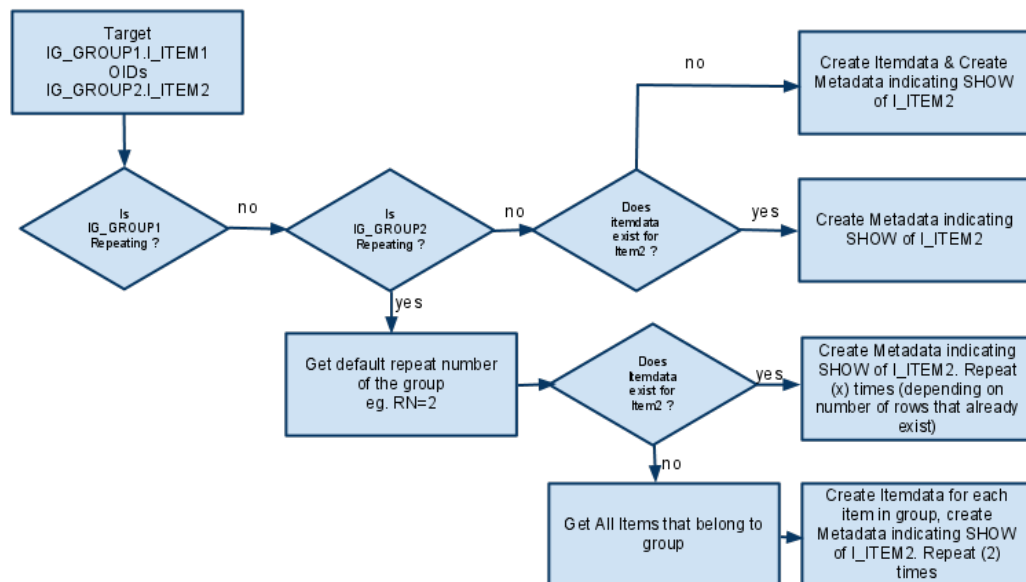 Target
IG_GROUP1.I_ITEM1
OIDs
IG_GROUP2.I_ITEM2
no
Create Itemdata & Create
Metadata indicating SHOW
of I_ITEM2
Is
IG_GROUP1
Repeating ?
no
Is
IG_GROUP2
Repeating ?
no
Does
itemdata
exist for
Item2 ?
yes
Create Metadata indicating
SHOW of I_ITEM2
yes
Get default repeat number
of the group
eg. RN=2
Does
Itemdata
exist for
Item2 ?
yes
Create Metadata indicating
SHOW of I_ITEM2. Repeat
(x) times (depending on
number of rows that already
exist)
no
Get All Items that belong to
group
Create Itemdata for each
item in group, create
Metadata indicating SHOW
of I_ITEM2. Repeat (2)
times